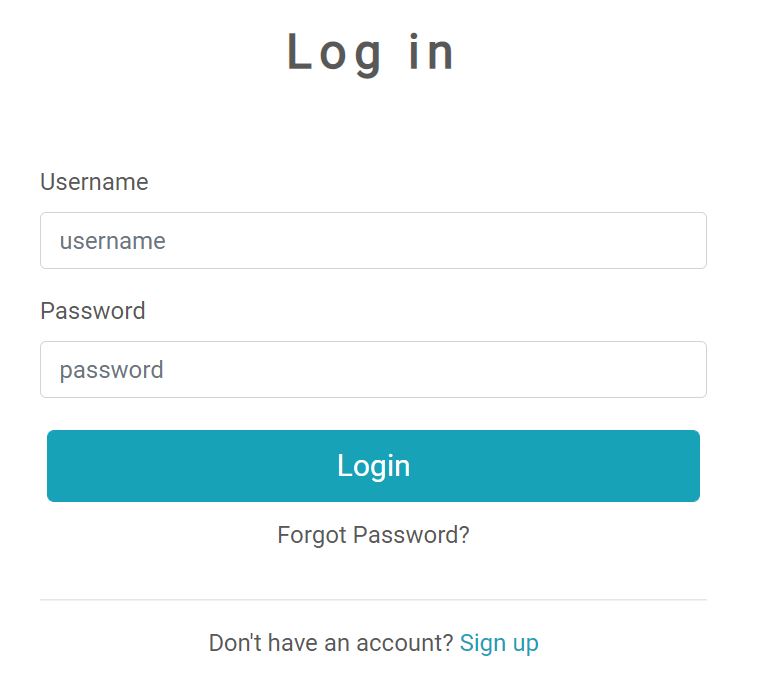 Log in
Username
username
Password
password
Login
Forgot Password?
Don't have an account? Sign up